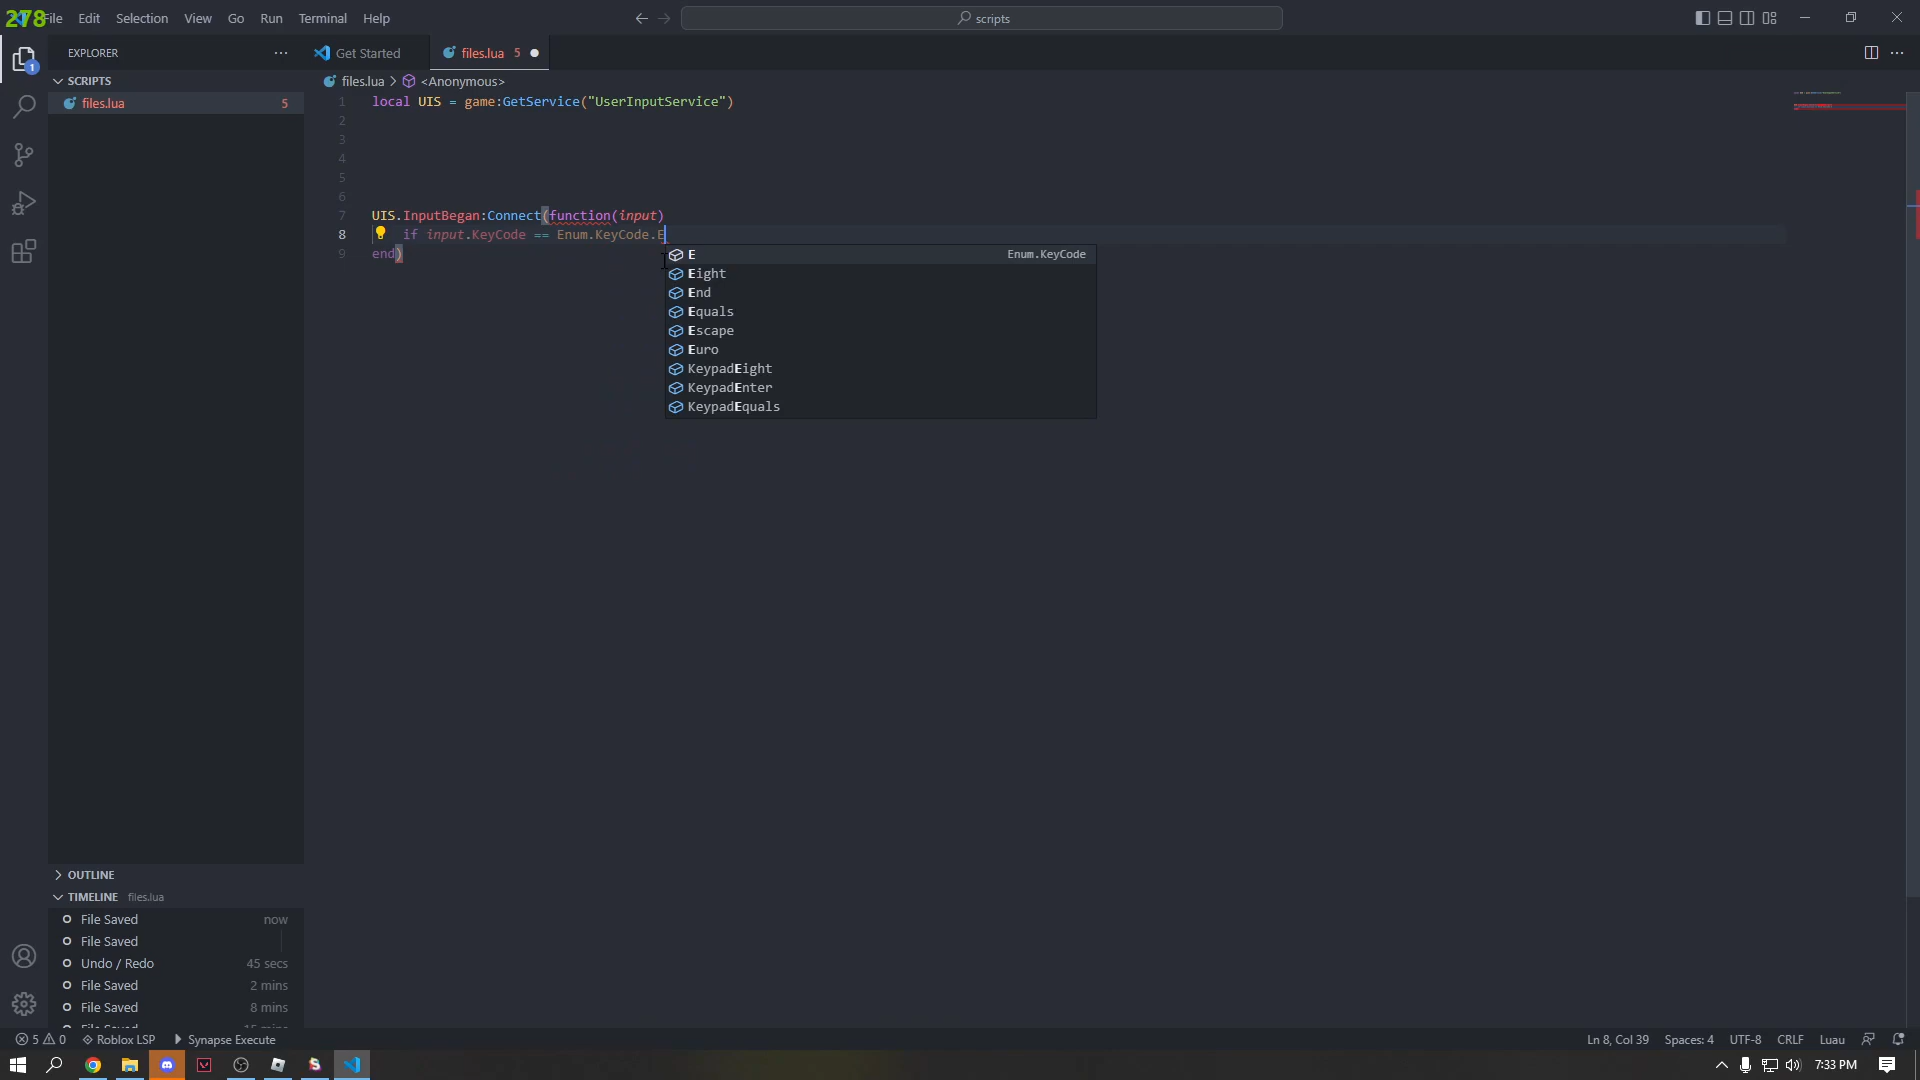 278
File Edit Selection View Go Run Terminal Help
scripts
EXPLORER
Get Started
files.lua 5
SCRIPTS
files.lua 5
files.lua > <Anonymous>
1 local UIS = game:GetService("UserInputService")
2
3
4
5
6
7 UIS.InputBegan:Connect(function(input)
8 if input.KeyCode == Enum.KeyCode.E
9 end)
E Enum.KeyCode
Eight
End
Equals
Escape
Euro
KeypadEight
KeypadEnter
KeypadEquals
OUTLINE
TIMELINE files.lua
File Saved now
File Saved
Undo / Redo 45 secs
File Saved 2 mins
File Saved 8 mins
1
5 0 Roblox LSP Synapse Execute
Ln 8, Col 39 Spaces: 4 UTF-8 CRLF Luau
7:33 PM